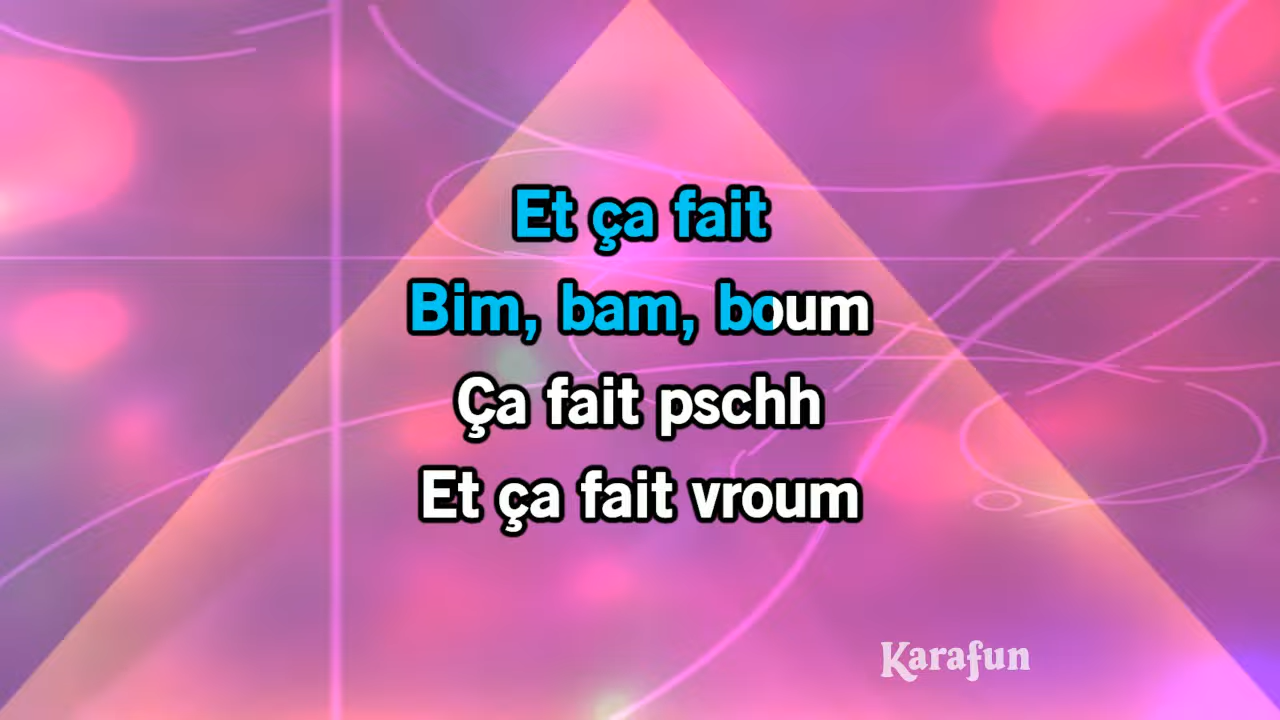 Et ça fait
Bim, bam, boum
Ça fait pschh
Et ça fait vroum
Karafun